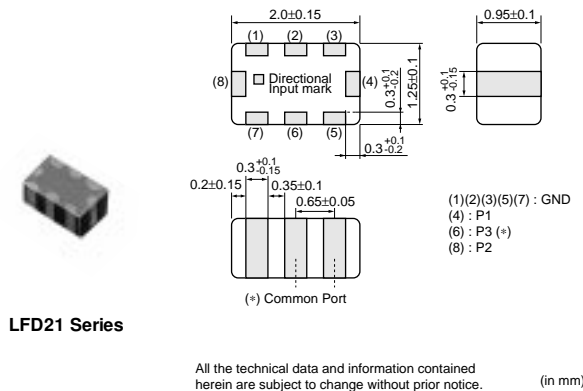 2.0±0.15
0.95±0.1
(1) (2) (3)
(8) Directional (4)
Input mark
(7) (6) (5)
0.3+0.1-0.2
1.25±0.1
0.3+0.1-0.15
0.3+0.1-0.2
0.3+0.1-0.15
0.2±0.15 0.35±0.1
0.65±0.05
(1)(2)(3)(5)(7) : GND
(4) : P1
(6) : P3 (*)
(8) : P2
(*) Common Port
LFD21 Series
All the technical data and information contained
herein are subject to change without prior notice. (in mm)